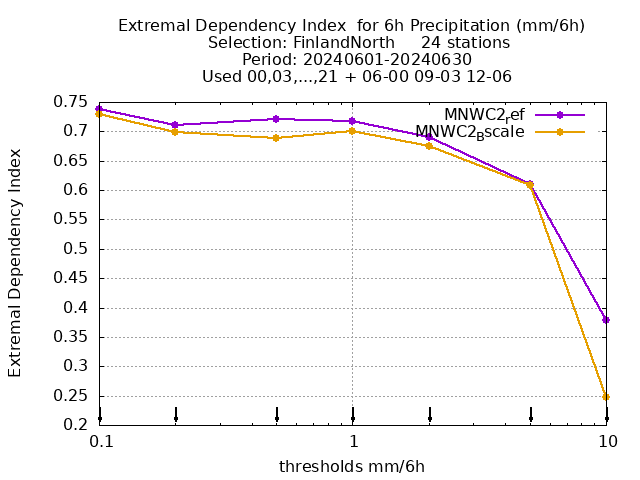 Extremal Dependency Index  for 6h Precipitation (mm/6h)
Selection: FinlandNorth     24 stations
Period: 20240601-20240630
Used 00,03,...,21 + 06-00 09-03 12-06
MNWC2_ref
MNWC2_Bscale
Extremal Dependency Index
0.75
0.7
0.65
0.6
0.55
0.5
0.45
0.4
0.35
0.3
0.25
0.2
0.1
1
10
thresholds mm/6h